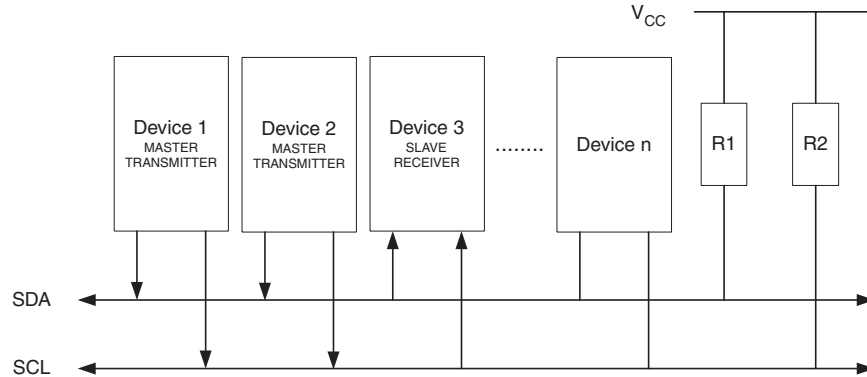 VCC
Device 1
MASTER
TRANSMITTER
Device 2
MASTER
TRANSMITTER
Device 3
SLAVE
RECEIVER
........
Device n
R1
R2
SDA
SCL